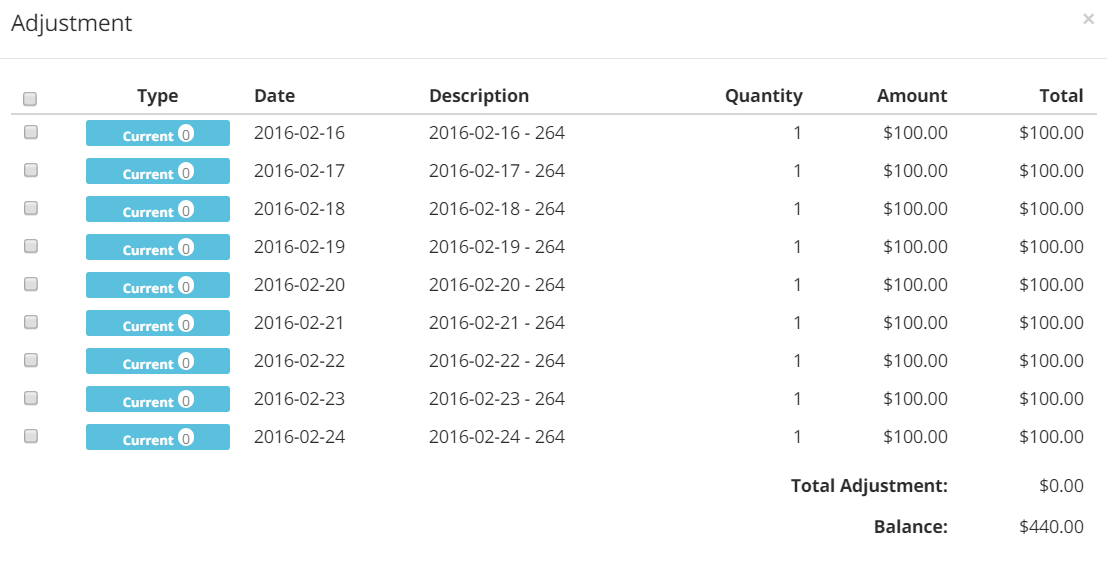 Adjustment ×
Type Date Description Quantity Amount Total
Current 0 2016-02-16 2016-02-16 - 264 1 $100.00 $100.00
Current 0 2016-02-17 2016-02-17 - 264 1 $100.00 $100.00
Current 0 2016-02-18 2016-02-18 - 264 1 $100.00 $100.00
Current 0 2016-02-19 2016-02-19 - 264 1 $100.00 $100.00
Current 0 2016-02-20 2016-02-20 - 264 1 $100.00 $100.00
Current 0 2016-02-21 2016-02-21 - 264 1 $100.00 $100.00
Current 0 2016-02-22 2016-02-22 - 264 1 $100.00 $100.00
Current 0 2016-02-23 2016-02-23 - 264 1 $100.00 $100.00
Current 0 2016-02-24 2016-02-24 - 264 1 $100.00 $100.00
Total Adjustment: $0.00
Balance: $440.00